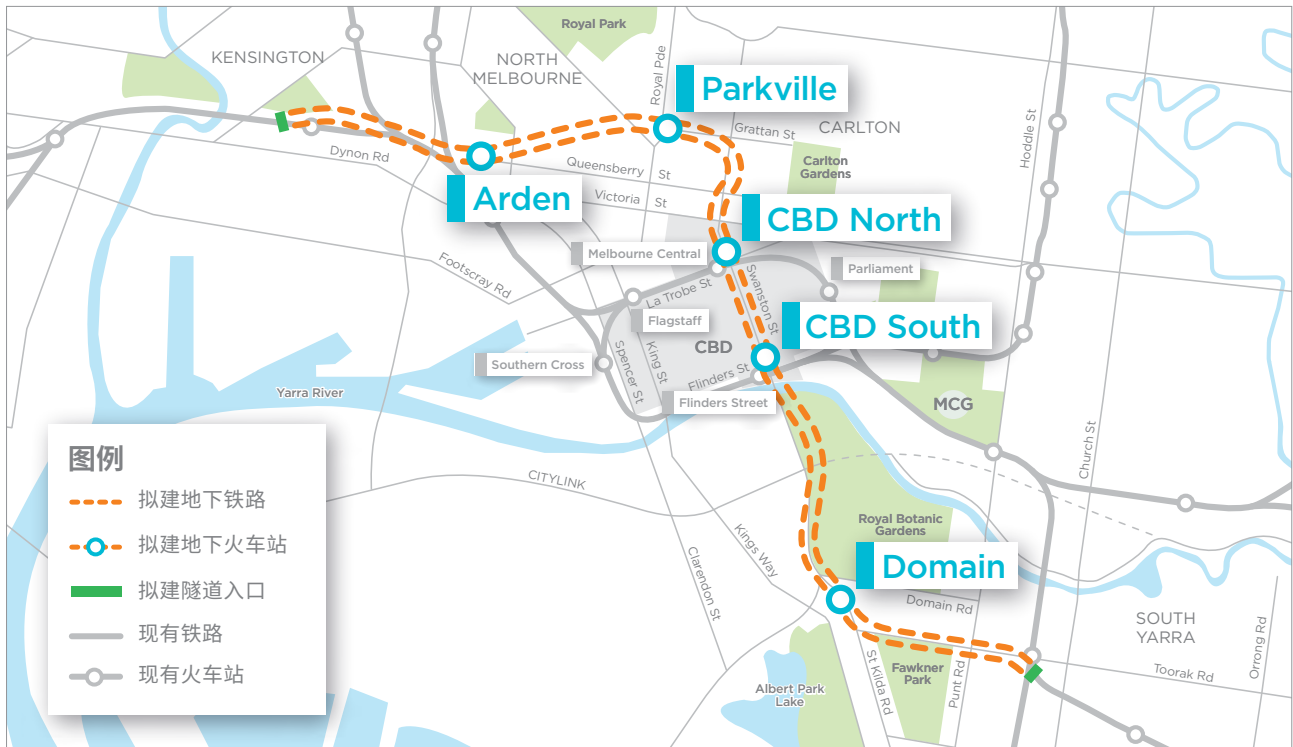 Royal Park
KENSINGTON
NORTH
MELBOURNE
Royal Pde
Parkville
Grattan St
CARLTON
Hoddle St
Dynon Rd
Queensberry St
Carlton
Gardens
Arden
Victoria St
CBD North
Melbourne Central
Footscray Rd
La Trobe St
Swanston St
Parliament
Flagstaff
CBD South
CBD
Southern Cross
Spencer St
King St
Flinders St
Yarra River
Flinders Street
MCG
Church St
图例
拟建地下铁路
拟建地下火车站
拟建隧道入口
现有铁路
现有火车站
CITYLINK
Royal Botanic
Gardens
Kings Way
Clarendon St
Domain
Domain Rd
SOUTH
YARRA
Orrong Rd
Toorak Rd
St Kilda Rd
Fawkner
Park
Punt Rd
Albert Park
Lake